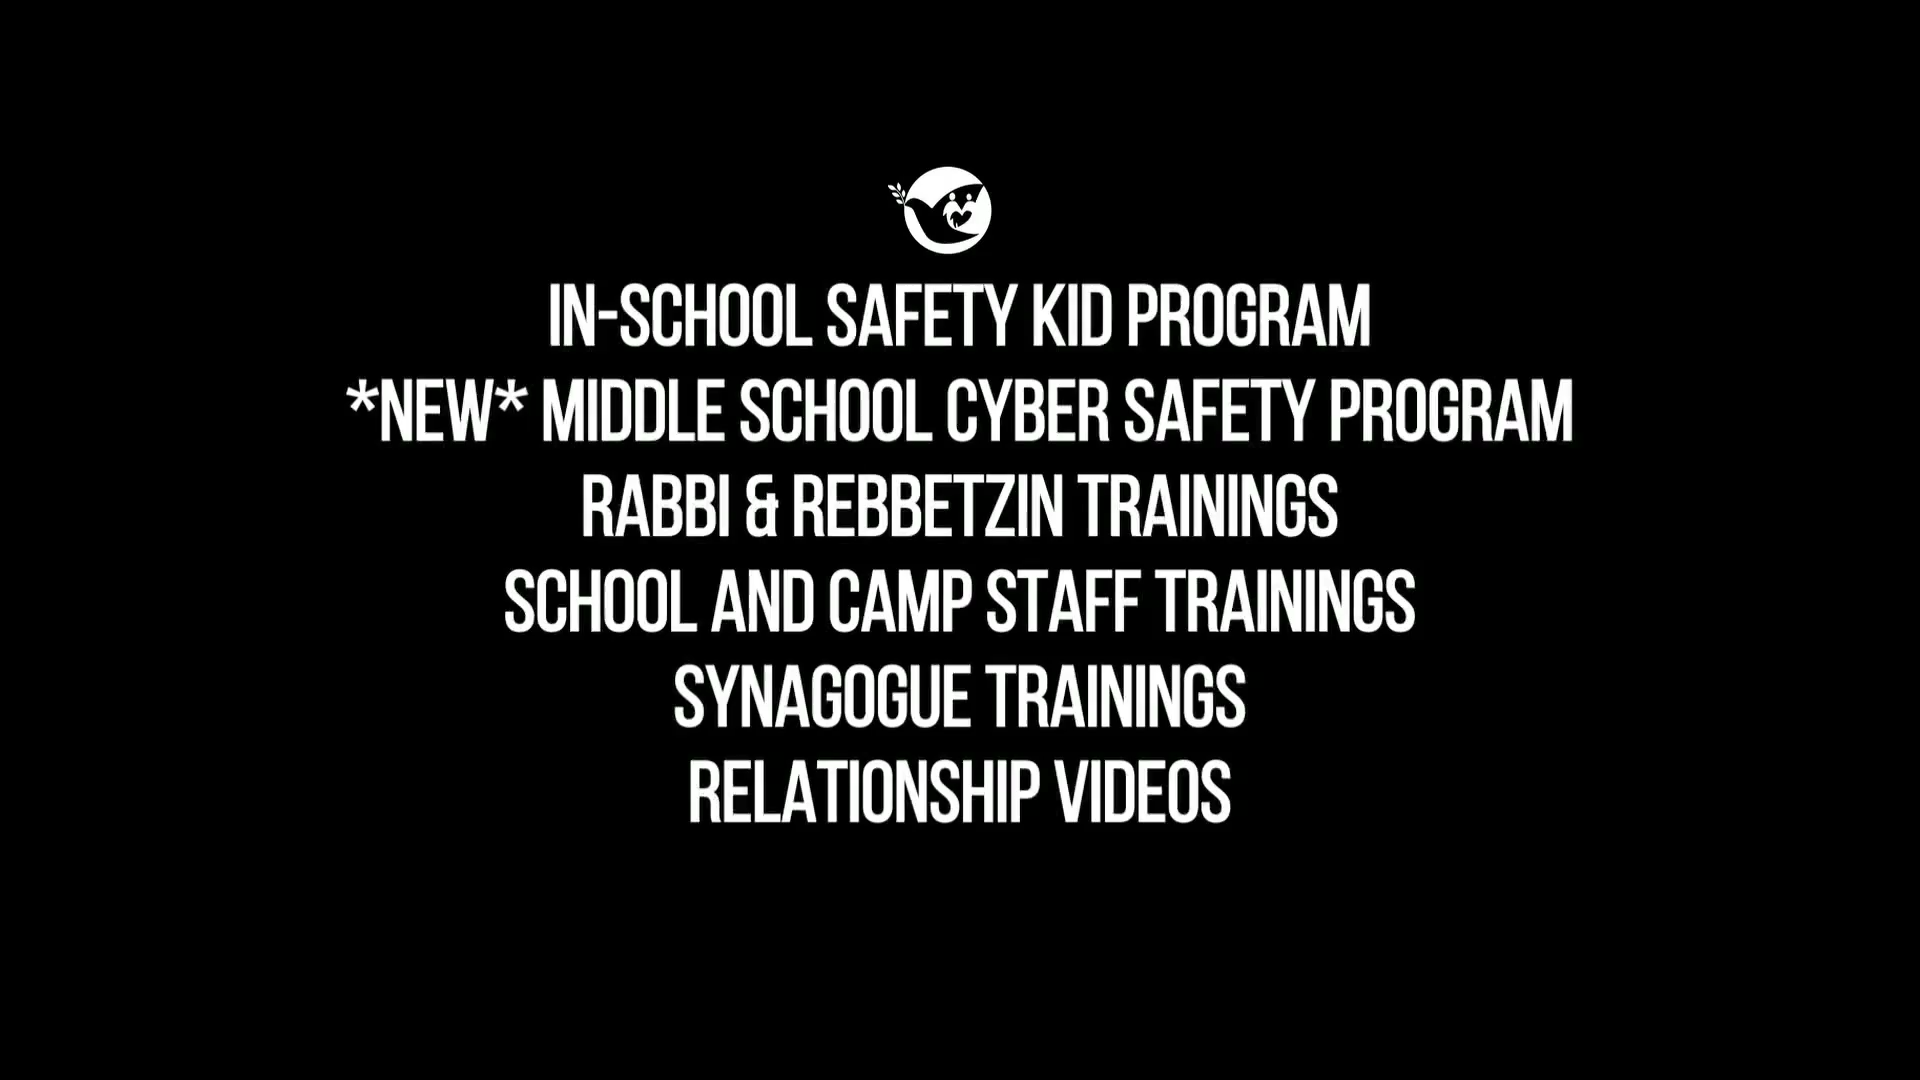 IN-SCHOOL SAFETY KID PROGRAM
*NEW* MIDDLE SCHOOL CYBER SAFETY PROGRAM
RABBI & REBBETZIN TRAININGS
SCHOOL AND CAMP STAFF TRAININGS
SYNAGOGUE TRAININGS
RELATIONSHIP VIDEOS